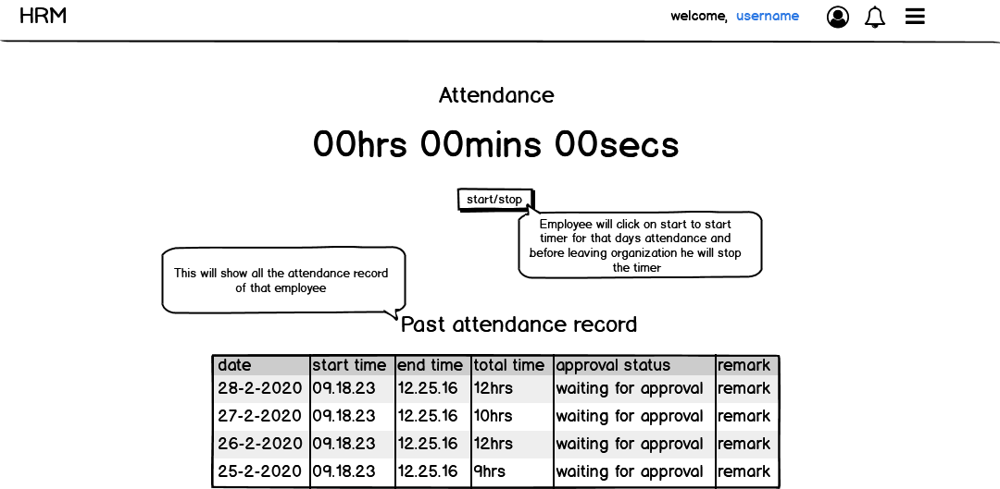 HRM
welcome, username
Attendance
00hrs 00mins 00secs
start/stop
Employee will click on start to start
timer for that days attendance and
before leaving organization he will stop
the timer
This will show all the attendance record
of that employee
Past attendance record
date start time end time total time approval status remark
28-2-2020 09.18.23 12.25.16 12hrs waiting for approval remark
27-2-2020 09.18.23 12.25.16 10hrs waiting for approval remark
26-2-2020 09.18.23 12.25.16 12hrs waiting for approval remark
25-2-2020 09.18.23 12.25.16 9hrs waiting for approval remark